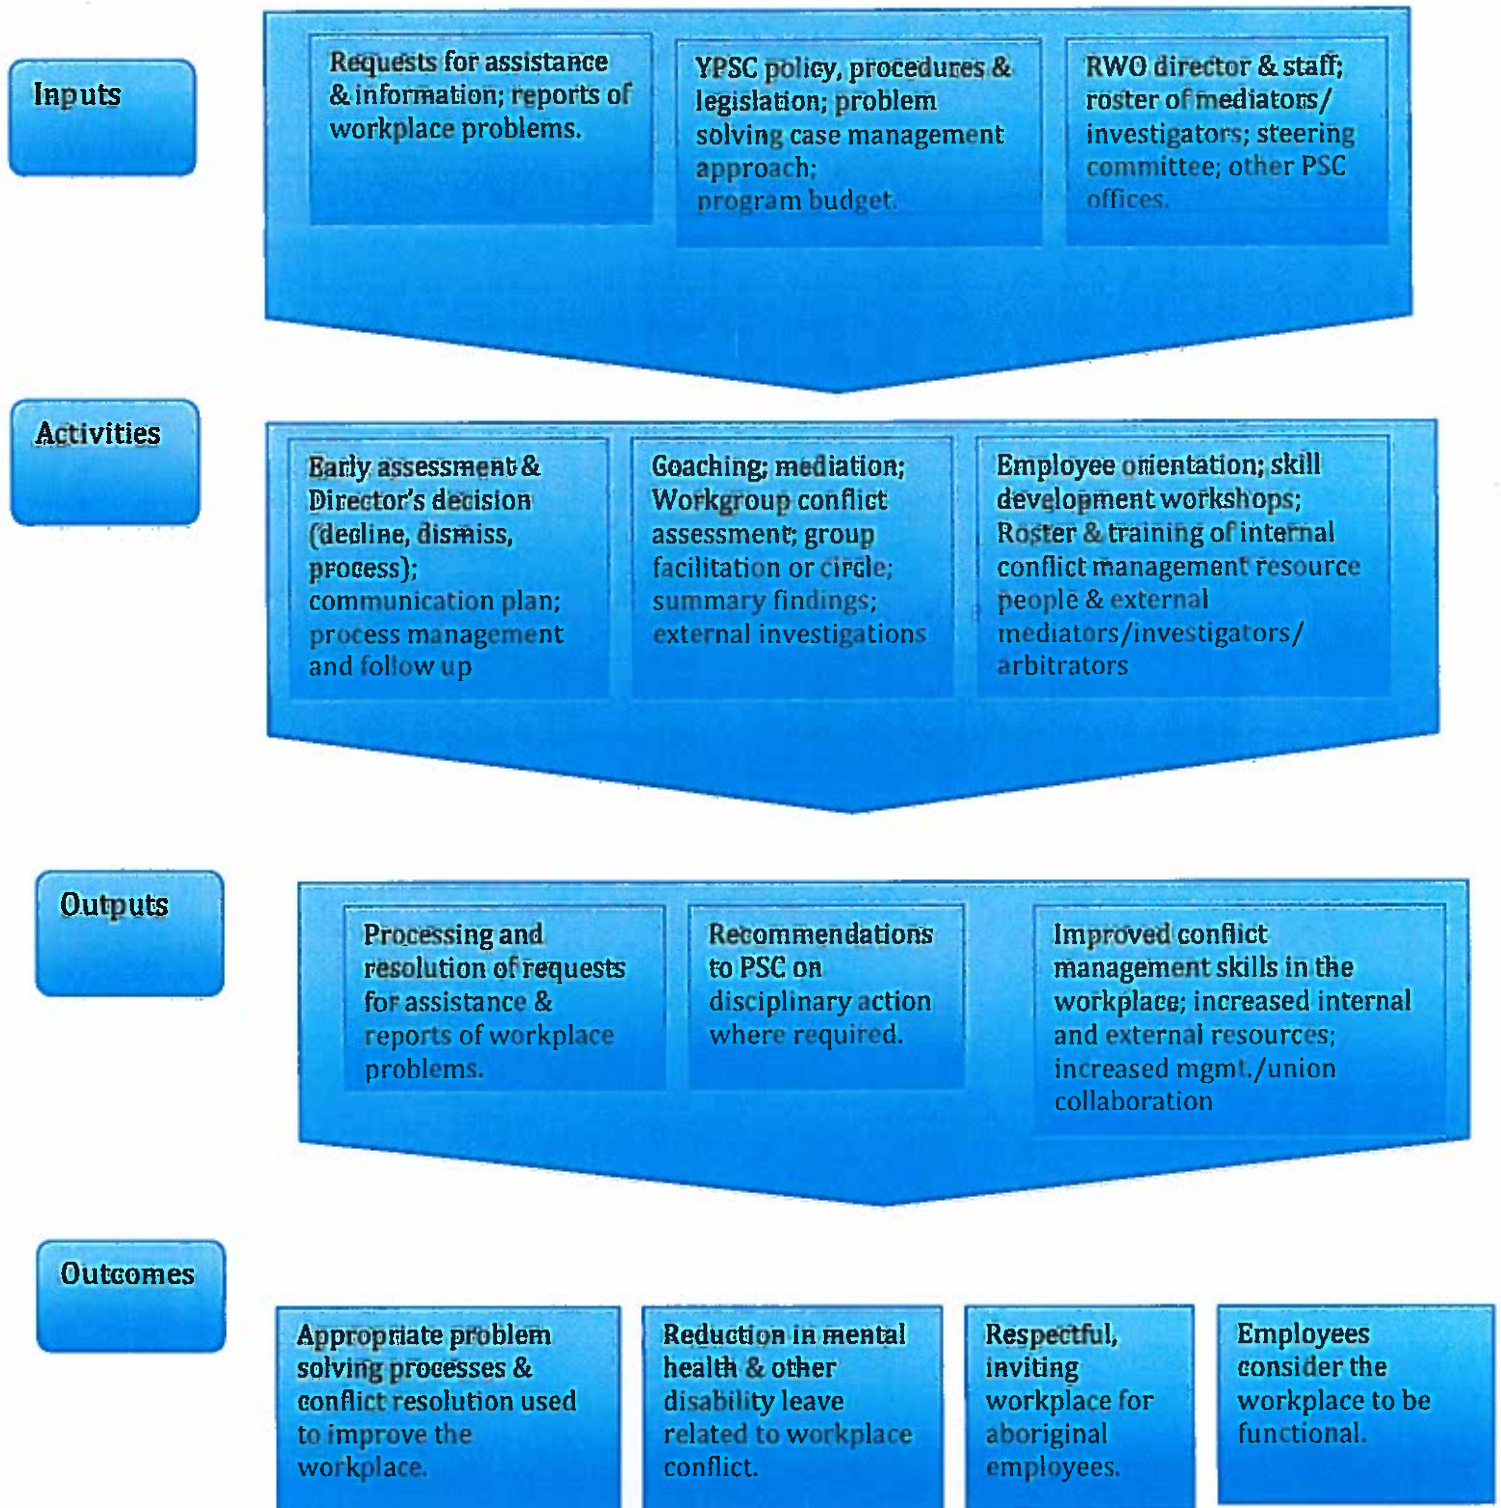 Inputs
Requests for assistance
& information; reports of
workplace problems.
YPSC policy, procedures &
legislation; problem
solving case management
approach;
program budget.
RWO director & staff;
roster of mediators/
investigators; steering
committee; other PSC
offices.
Activities
Early assessment &
Director's decision
(decline, dismiss,
process);
communication plan;
process management
and follow up
Coaching; mediation;
Workgroup conflict
assessment; group
facilitation or circle;
summary findings;
external investigations
Employee orientation; skill
development workshops;
Roster & training of internal
conflict management resource
people & external
mediators/investigators/
arbitrators
Outputs
Processing and
resolution of requests
for assistance &
reports of workplace
problems.
Recommendations
to PSC on
disciplinary action
where required.
Improved conflict
management skills in the
workplace; increased internal
and external resources;
increased mgmt./union
collaboration
Outcomes
Appropriate problem
solving processes &
conflict resolution used
to improve the
workplace.
Reduction in mental
health & other
disability leave
related to workplace
conflict.
Respectful,
inviting
workplace for
aboriginal
employees.
Employees
consider the
workplace to be
functional.